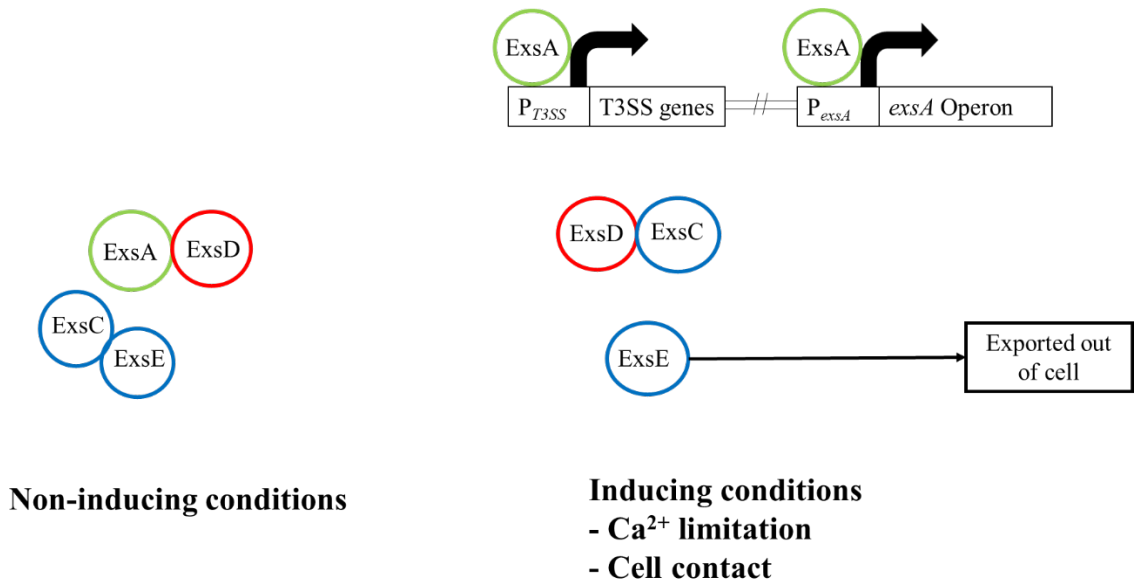 ExsA
ExsA
P_T3SS T3SS genes
P_exsA exsA Operon
ExsA
ExsD
ExsC
ExsE
ExsD
ExsC
ExsE
Exported out
of cell
Non-inducing conditions
Inducing conditions
- Ca²⁺ limitation
- Cell contact